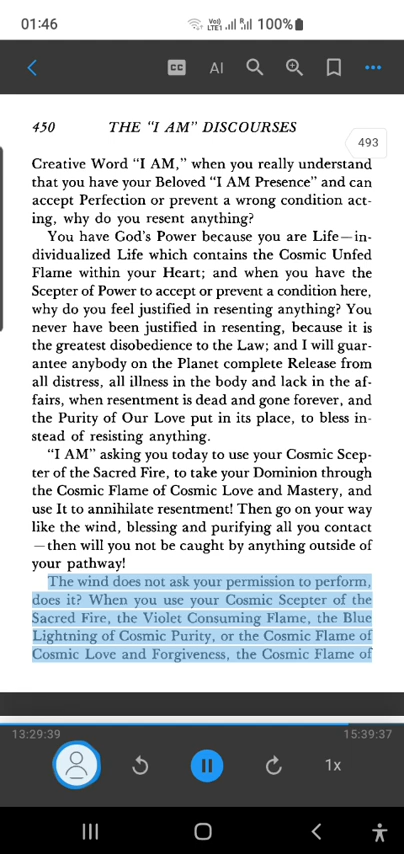 01:46
Vo)) LTE1 R 100%
CC AI
450 THE "I AM" DISCOURSES
493
Creative Word "I AM," when you really understand
that you have your Beloved "I AM Presence" and can
accept Perfection or prevent a wrong condition act-
ing, why do you resent anything?
You have God's Power because you are Life—in-
dividualized Life which contains the Cosmic Unfed
Flame within your Heart; and when you have the
Scepter of Power to accept or prevent a condition here,
why do you feel justified in resenting anything? You
never have been justified in resenting, because it is
the greatest disobedience to the Law; and I will guar-
antee anybody on the Planet complete Release from
all distress, all illness in the body and lack in the af-
fairs, when resentment is dead and gone forever, and
the Purity of Our Love put in its place, to bless in-
stead of resisting anything.
"I AM" asking you today to use your Cosmic Scep-
ter of the Sacred Fire, to take your Dominion through
the Cosmic Flame of Cosmic Love and Mastery, and
use It to annihilate resentment! Then go on your way
like the wind, blessing and purifying all you contact
—then will you not be caught by anything outside of
your pathway!
The wind does not ask your permission to perform,
does it? When you use your Cosmic Scepter of the
Sacred Fire, the Violet Consuming Flame, the Blue
Lightning of Cosmic Purity, or the Cosmic Flame of
Cosmic Love and Forgiveness, the Cosmic Flame of
13:29:39 15:39:37
1x